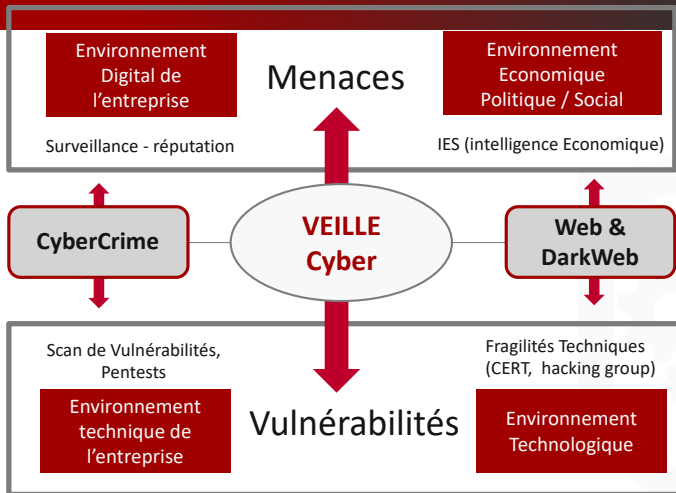 Environnement
Digital de
l'entreprise
Menaces
Environnement
Economique
Politique / Social
Surveillance - réputation
IES (intelligence Economique)
CyberCrime
VEILLE
Cyber
Web &
DarkWeb
Scan de Vulnérabilités,
Pentests
Fragilités Techniques
(CERT, hacking group)
Environnement
technique de
l'entreprise
Vulnérabilités
Environnement
Technologique